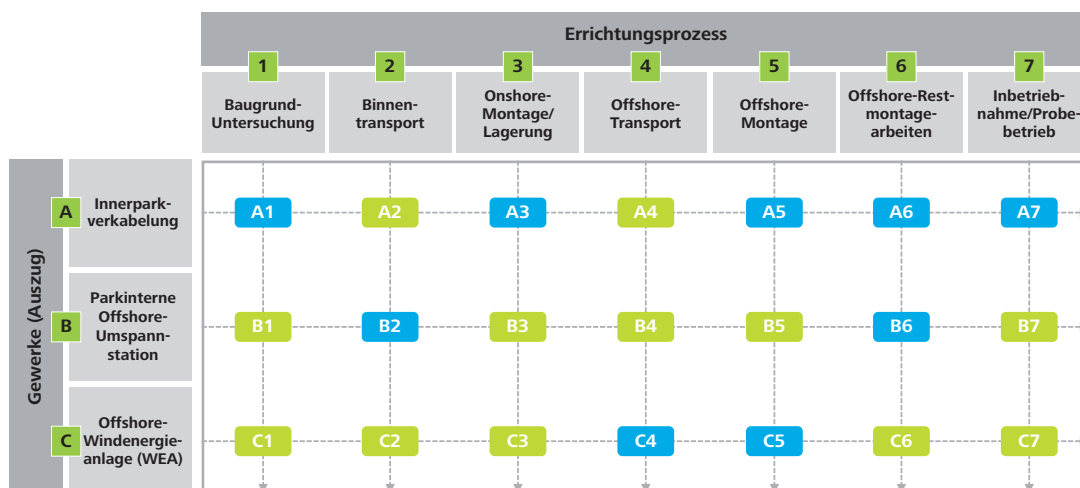 Errichtungsprozess
1
2
3
4
5
6
7
Baugrund-
Untersuchung
Binnen-
transport
Onshore-
Montage/
Lagerung
Offshore-
Transport
Offshore-
Montage
Offshore-Rest-
montage-
arbeiten
Inbetrieb-
nahme/Probe-
betrieb
Gewerke (Auszug)
A
Innerpark-
verkabelung
A1
A2
A3
A4
A5
A6
A7
B
Parkinterne
Offshore-
Umspann-
station
B1
B2
B3
B4
B5
B6
B7
C
Offshore-
Windenergie-
anlage (WEA)
C1
C2
C3
C4
C5
C6
C7